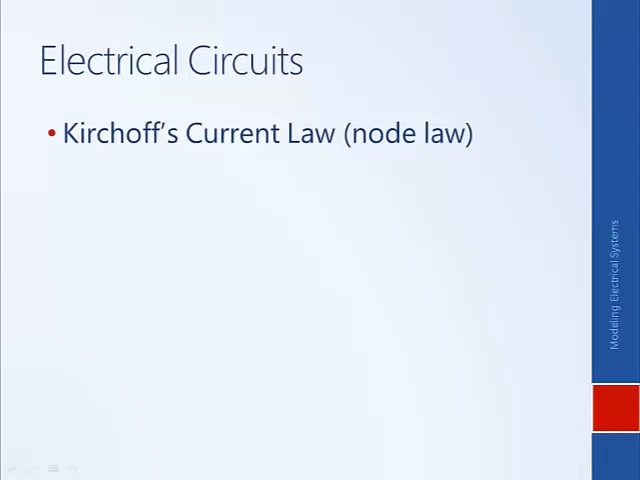 Electrical Circuits
• Kirchoff's Current Law (node law)
Modeling Electrical Systems